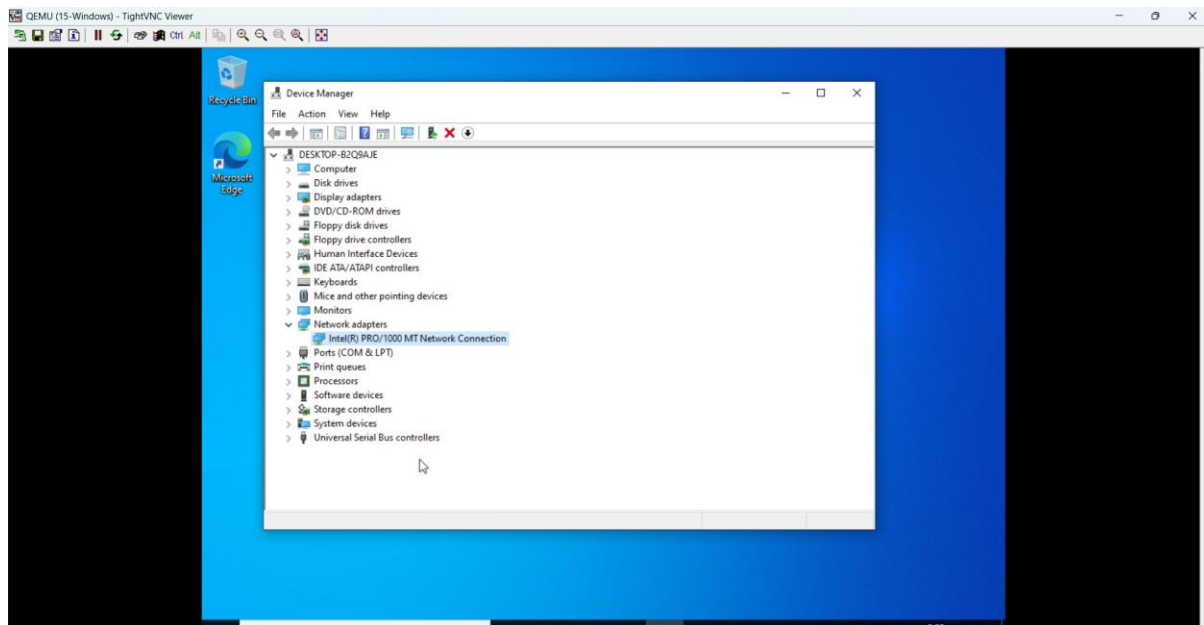 QEMU (15-Windows) - TightVNC Viewer
Ctrl Alt
Recycle Bin
Microsoft
Edge
Device Manager
File Action View Help
DESKTOP-B2Q9AJE
Computer
Disk drives
Display adapters
DVD/CD-ROM drives
Floppy disk drives
Floppy drive controllers
Human Interface Devices
IDE ATA/ATAPI controllers
Keyboards
Mice and other pointing devices
Monitors
Network adapters
Intel(R) PRO/1000 MT Network Connection
Ports (COM & LPT)
Print queues
Processors
Software devices
Storage controllers
System devices
Universal Serial Bus controllers